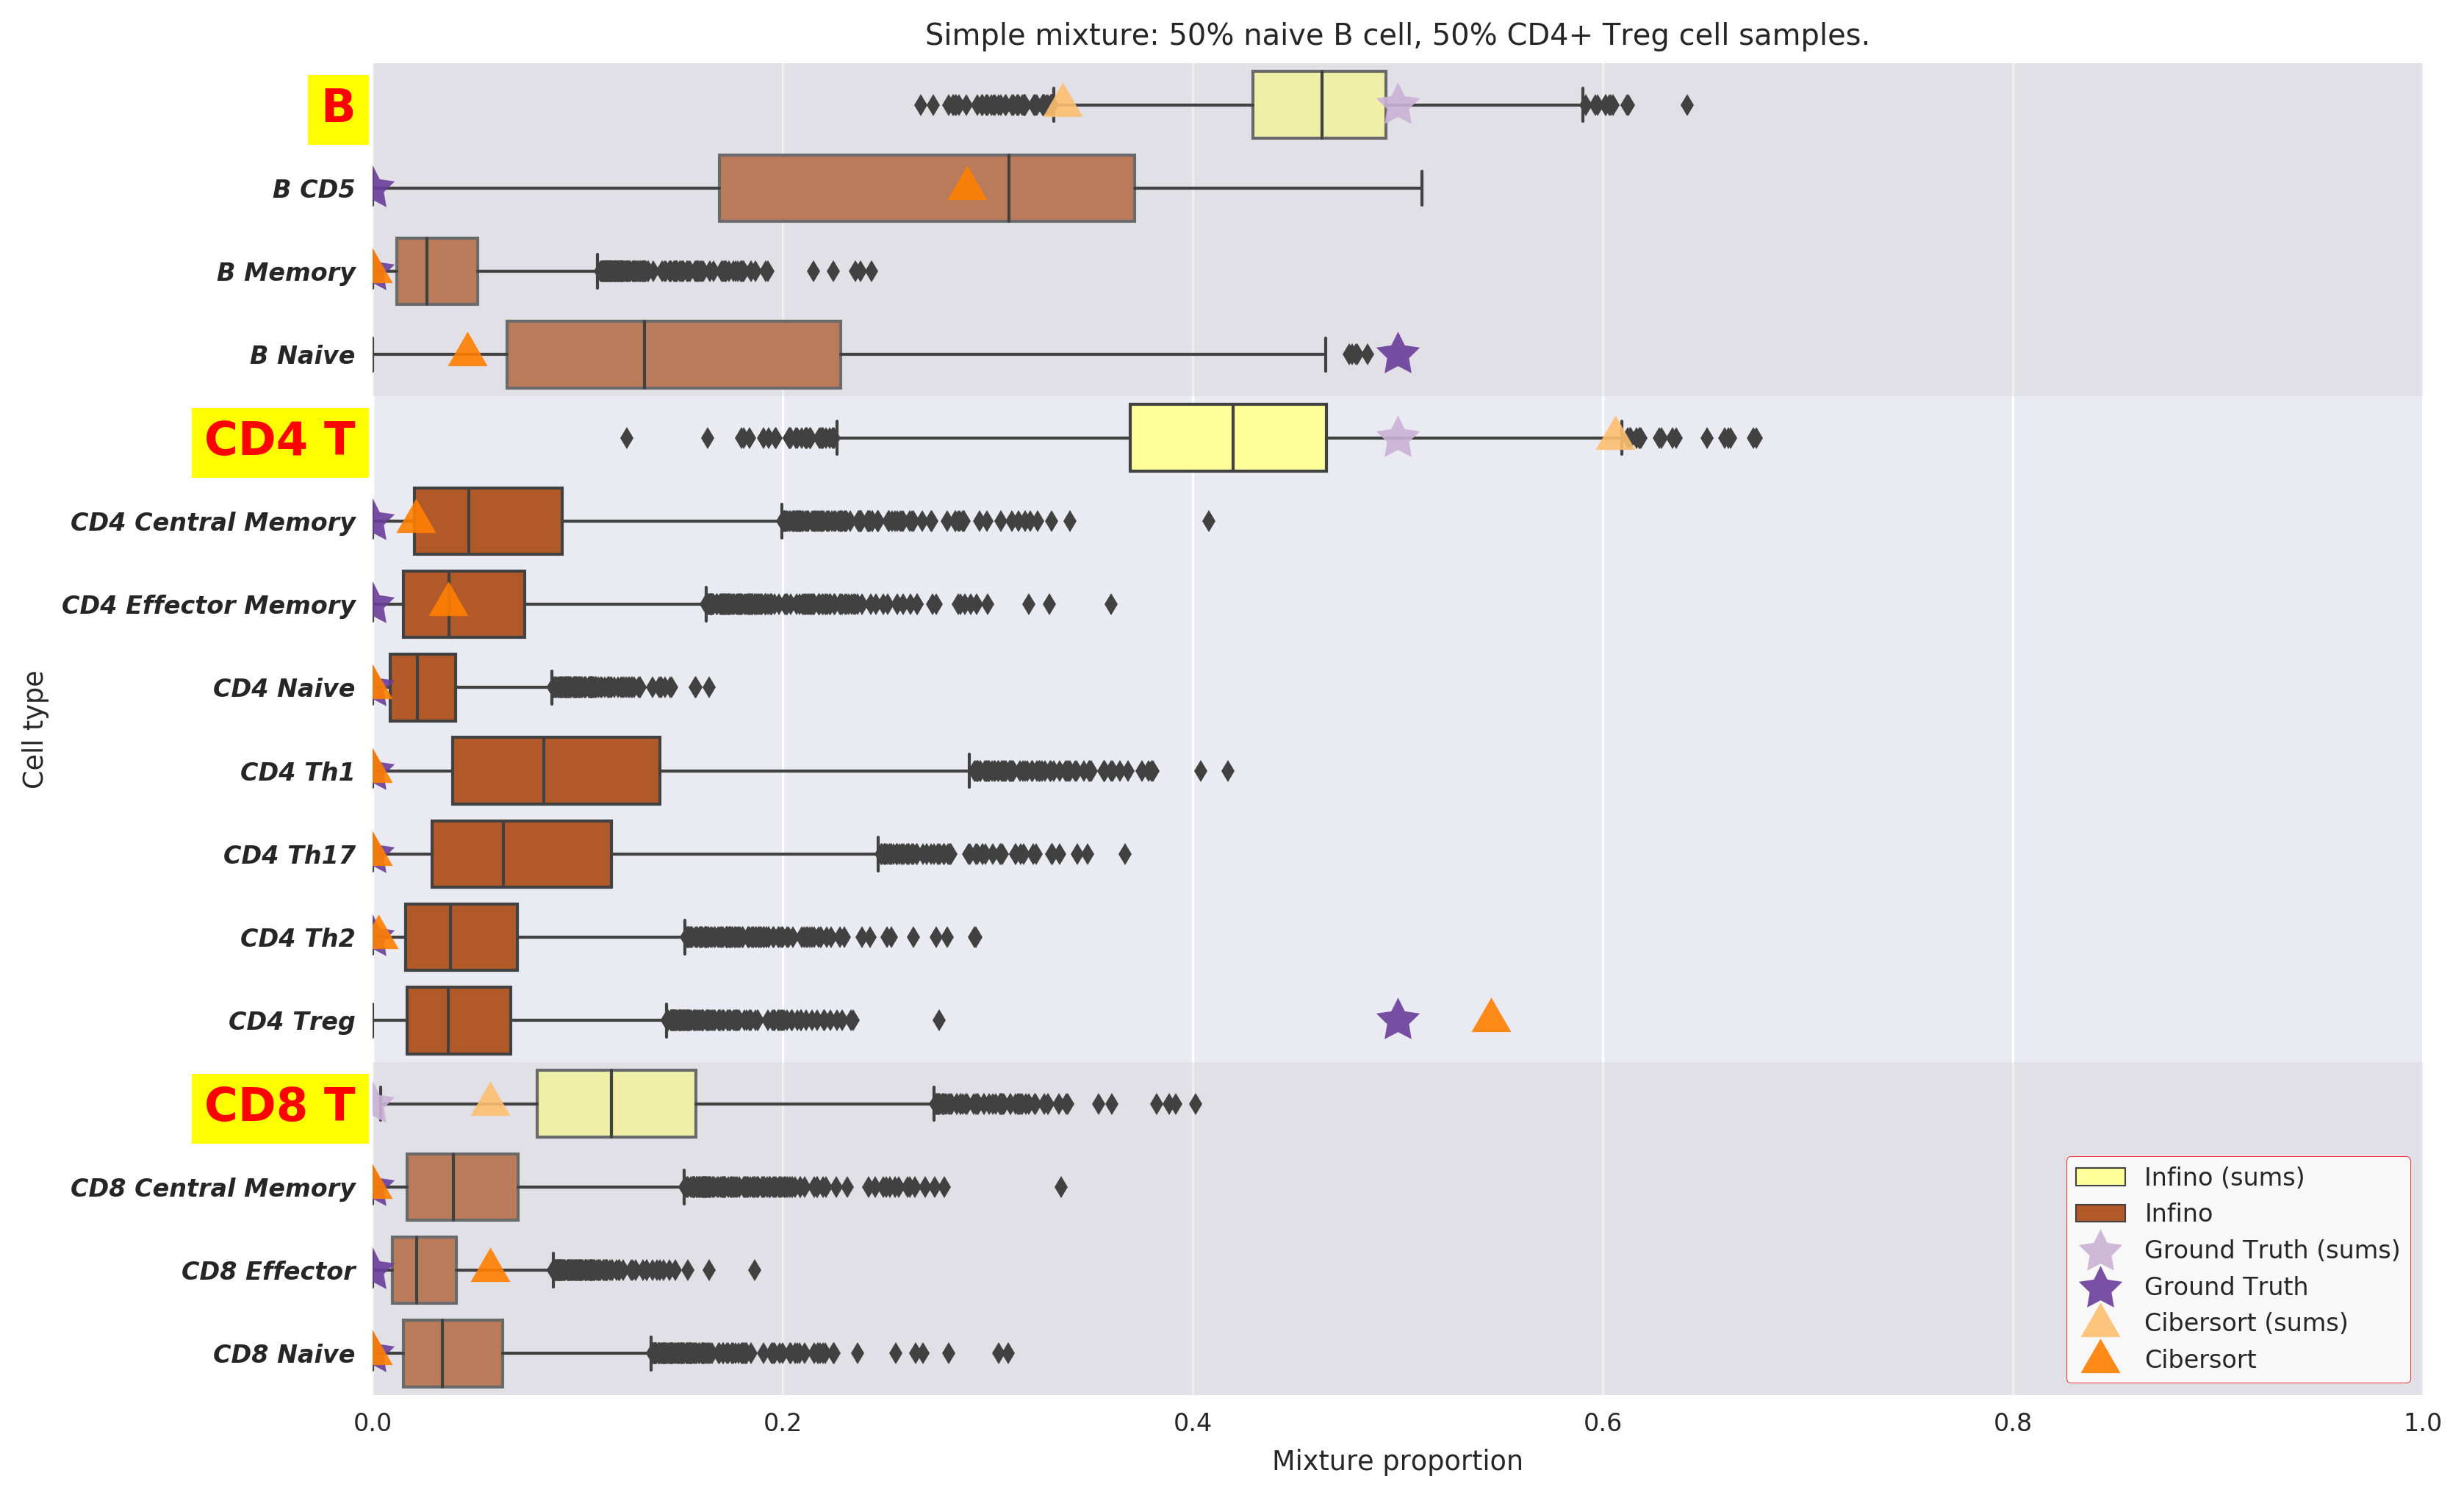 Simple mixture: 50% naive B cell, 50% CD4+ Treg cell samples.
B
B CD5
B Memory
B Naive
CD4 T
CD4 Central Memory
CD4 Effector Memory
CD4 Naive
CD4 Th1
CD4 Th17
CD4 Th2
CD4 Treg
CD8 T
CD8 Central Memory
CD8 Effector
CD8 Naive
Cell type
Infino (sums)
Infino
Ground Truth (sums)
Ground Truth
Cibersort (sums)
Cibersort
0.0 0.2 0.4 0.6 0.8 1.0
Mixture proportion